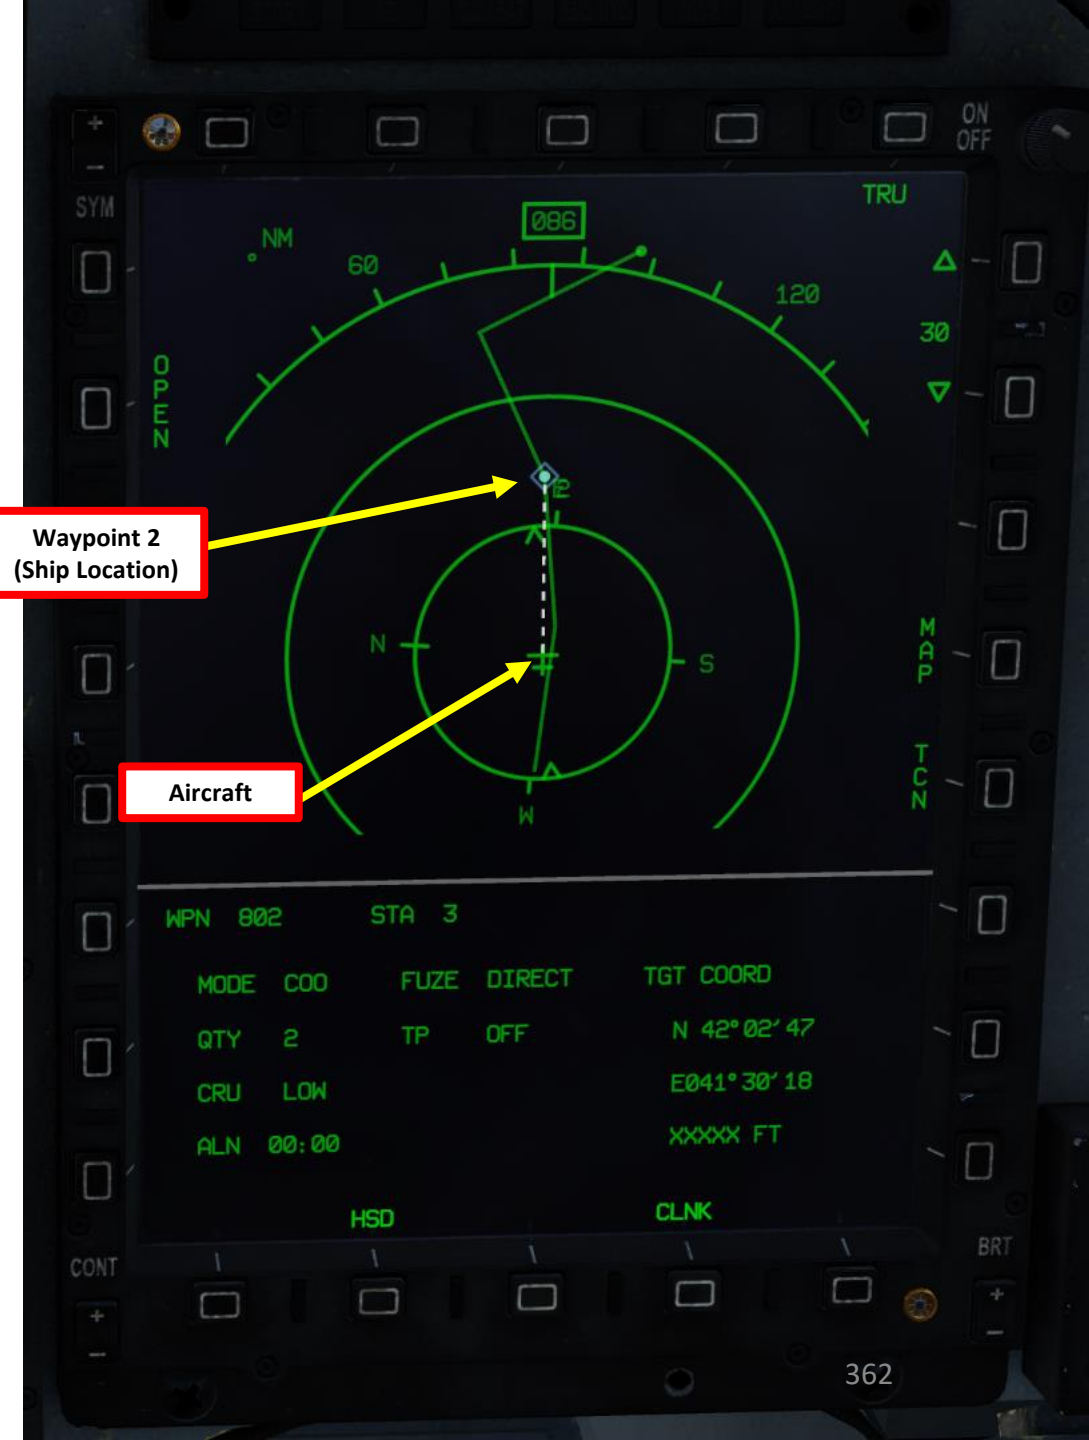 ON
OFF
+
−
SYM
TRU
086
NM
60
120
30
OPEN
Waypoint 2
(Ship Location)
N
S
MAP
Aircraft
TCN
W
WPN 802 STA 3
MODE COO FUZE DIRECT TGT COORD
QTY 2 TP OFF N 42°02'47
CRU LOW E041°30'18
ALN 00:00 XXXXX FT
HSD CLNK
CONT BRT
+ +
− −
362